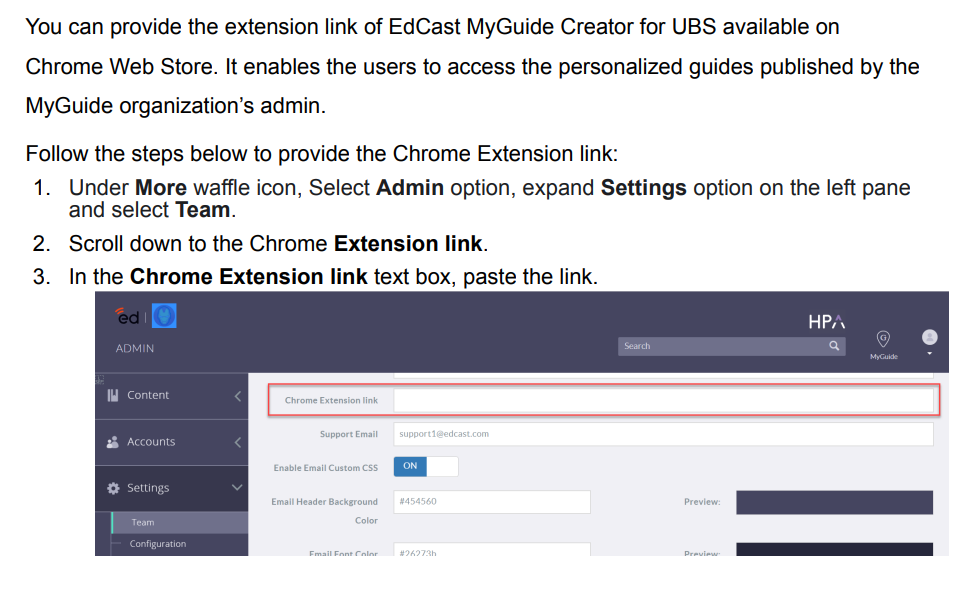 You can provide the extension link of EdCast MyGuide Creator for UBS available on
Chrome Web Store. It enables the users to access the personalized guides published by the
MyGuide organization’s admin.
Follow the steps below to provide the Chrome Extension link:
1. Under More waffle icon, Select Admin option, expand Settings option on the left pane
and select Team.
2. Scroll down to the Chrome Extension link.
3. In the Chrome Extension link text box, paste the link.
ed
HPA
ADMIN
Search
G
MyGuide
Content
Chrome Extension link
Accounts
Support Email support1@edcast.com
Enable Email Custom CSS ON
Settings
Email Header Background
Color
#454560
Preview:
Team
Configuration
Email Font Color #26273b
Preview: